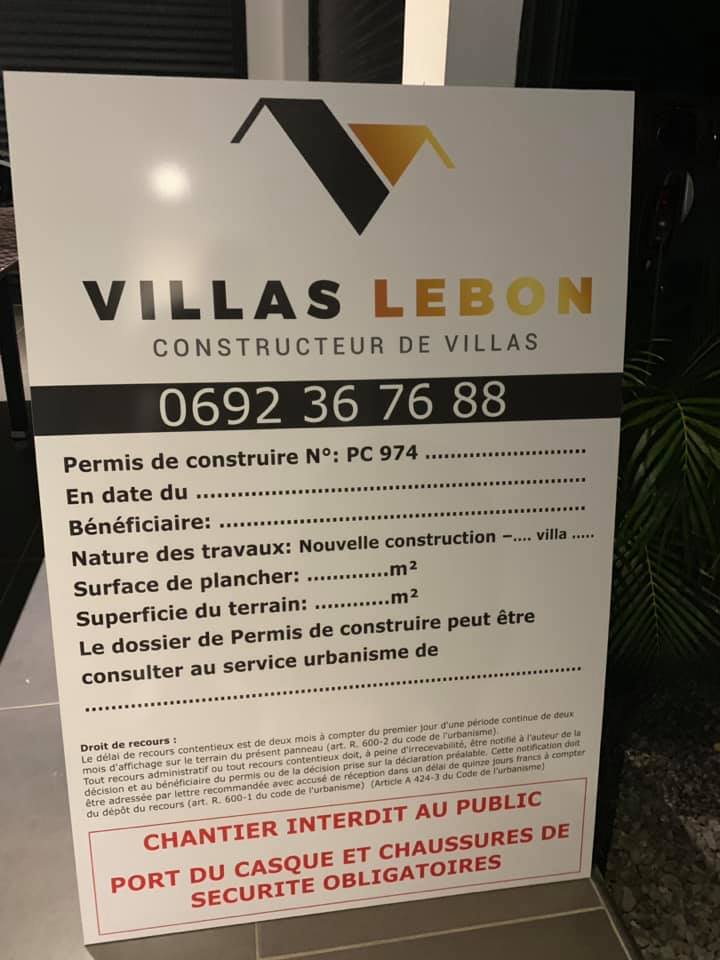 VILLAS LEBON
CONSTRUCTEUR DE VILLAS
0692 36 76 88
Permis de construire N°: PC 974 ........................
En date du ........................................................
Bénéficiaire: .....................................................
Nature des travaux: Nouvelle construction –.... villa .....
Surface de plancher: ............m²
Superficie du terrain: ...........m²
Le dossier de Permis de construire peut être
consulter au service urbanisme de
........................................................................
Droit de recours :
Le délai de recours contentieux est de deux mois à compter du premier jour d'une période continue de deux
mois d'affichage sur le terrain du présent panneau (art. R. 600-2 du code de l'urbanisme).
Tout recours administratif ou tout recours contentieux doit, à peine d'irrecevabilité, être notifié à l'auteur de la
décision et au bénéficiaire du permis ou de la décision prise sur la déclaration préalable. Cette notification doit
être adressée par lettre recommandée avec accusé de réception dans un délai de quinze jours francs à compter
du dépôt du recours (art. R. 600-1 du code de l'urbanisme) (Article A 424-3 du Code de l'urbanisme)
CHANTIER INTERDIT AU PUBLIC
PORT DU CASQUE ET CHAUSSURES DE
SECURITE OBLIGATOIRES